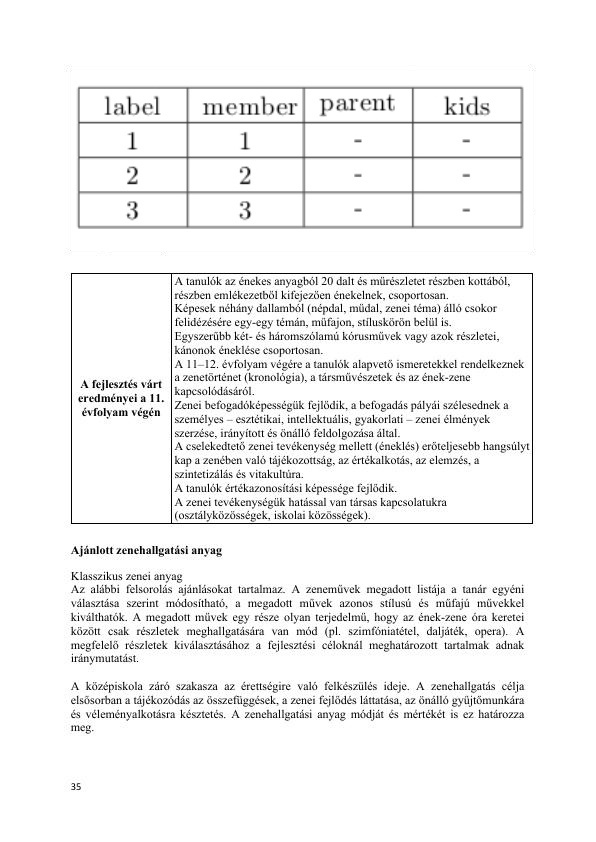 label member parent kids
1 1 - -
2 2 - -
3 3 - -
A tanulók az énekes anyagból 20 dalt és műrészletet részben kottából,
részben emlékezetből kifejezően énekelnek, csoportosan.
Képesek néhány dallamból (népdal, műdal, zenei téma) álló csokor
felidézésére egy-egy témán, műfajon, stíluskörön belül is.
Egyszerűbb két- és háromszólamú kórusművek vagy azok részletei,
kánonok éneklése csoportosan.
A 11–12. évfolyam végére a tanulók alapvető ismeretekkel rendelkeznek
a zenetörténet (kronológia), a társművészetek és az ének-zene
kapcsolódásáról.
A fejlesztés várt
eredményei a 11.
évfolyam végén
Zenei befogadóképességük fejlődik, a befogadás pályái szélesednek a
személyes – esztétikai, intellektuális, gyakorlati – zenei élmények
szerzése, irányított és önálló feldolgozása által.
A cselekedtető zenei tevékenység mellett (éneklés) erőteljesebb hangsúlyt
kap a zenében való tájékozottság, az értékalkotás, az elemzés, a
szintetizálás és vitakultúra.
A tanulók értékazonosítási képessége fejlődik.
A zenei tevékenységük hatással van társas kapcsolatukra
(osztályközösségek, iskolai közösségek).
Ajánlott zenehallgatási anyag
Klasszikus zenei anyag
Az alábbi felsorolás ajánlásokat tartalmaz. A zeneművek megadott listája a tanár egyéni
választása szerint módosítható, a megadott művek azonos stílusú és műfajú művekkel
kiválthatók. A megadott művek egy része olyan terjedelmű, hogy az ének-zene óra keretei
között csak részletek meghallgatására van mód (pl. szimfóniatétel, daljáték, opera). A
megfelelő részletek kiválasztásához a fejlesztési céloknál meghatározott tartalmak adnak
iránymutatást.
A középiskola záró szakasza az érettségire való felkészülés ideje. A zenehallgatás célja
elsősorban a tájékozódás az összefüggések, a zenei fejlődés láttatása, az önálló gyűjtőmunkára
és véleményalkotásra késztetés. A zenehallgatási anyag módját és mértékét is ez határozza
meg.
35